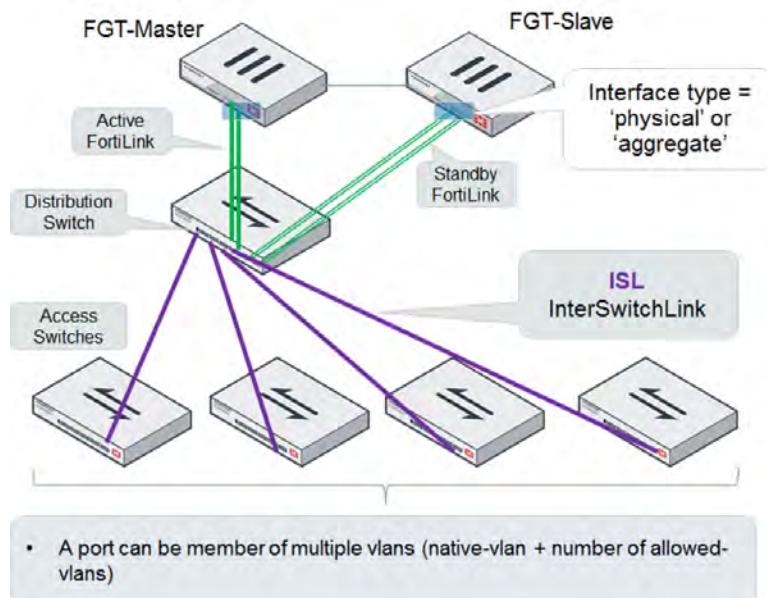 FGT-Master
FGT-Slave
Interface type =
‘physical’ or
‘aggregate’
Active
FortiLink
Standby
FortiLink
Distribution
Switch
ISL
InterSwitchLink
Access
Switches
• A port can be member of multiple vlans (native-vlan + number of allowed-
vlans)